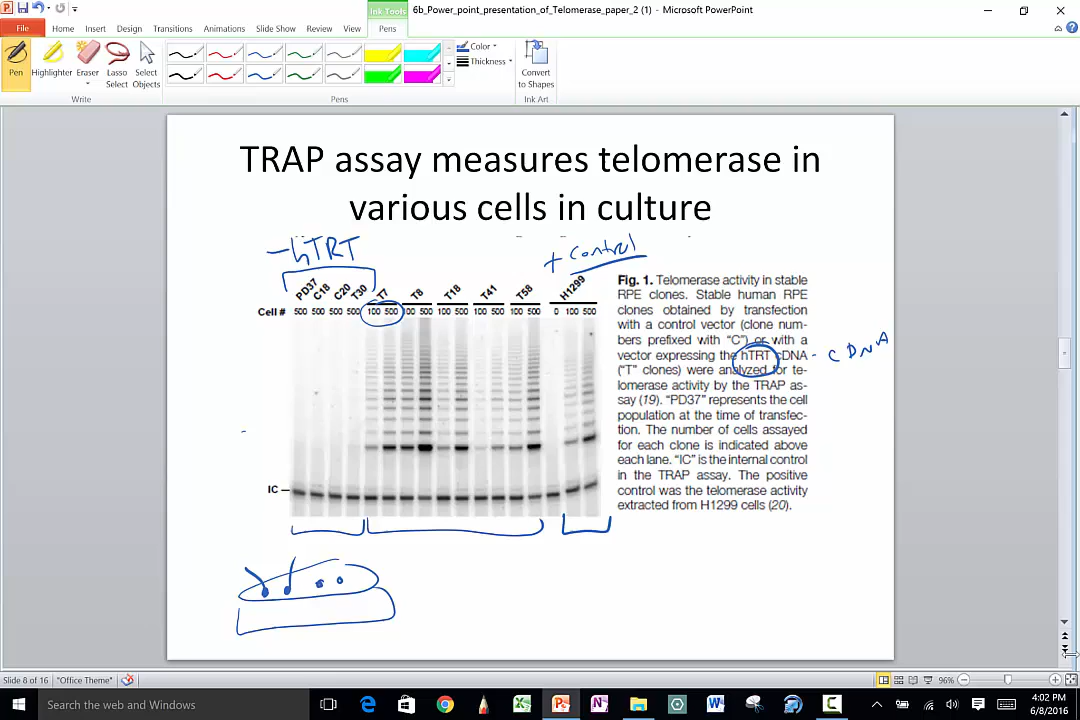 Ink Tools
6b_Power_point_presentation_of_Telomerase_paper_2 (1) - Microsoft PowerPoint
File Home Insert Design Transitions Animations Slide Show Review View Pens
Pen Highlighter Eraser Lasso Select Select Objects
Color
Thickness
Convert to Shapes
Write Pens Ink Art
TRAP assay measures telomerase in
various cells in culture
- hTRT
+ Control
PD37 C18 C20 T30 T7 T8 T18 T41 T58 H1299
Cell # 500 500 500 500 100 500 100 500 100 500 100 500 100 500 0 100 500
IC
Fig. 1. Telomerase activity in stable
RPE clones. Stable human RPE
clones obtained by transfection
with a control vector (clone num-
bers prefixed with "C") or with a
vector expressing the hTRT cDNA
("T" clones) were analyzed for te-
lomerase activity by the TRAP as-
say (19). "PD37" represents the cell
population at the time of transfec-
tion. The number of cells assayed
for each clone is indicated above
each lane. "IC" is the internal control
in the TRAP assay. The positive
control was the telomerase activity
extracted from H1299 cells (20).
- cDNA
Slide 8 of 16 "Office Theme" 96%
Search the web and Windows
4:02 PM
6/8/2016